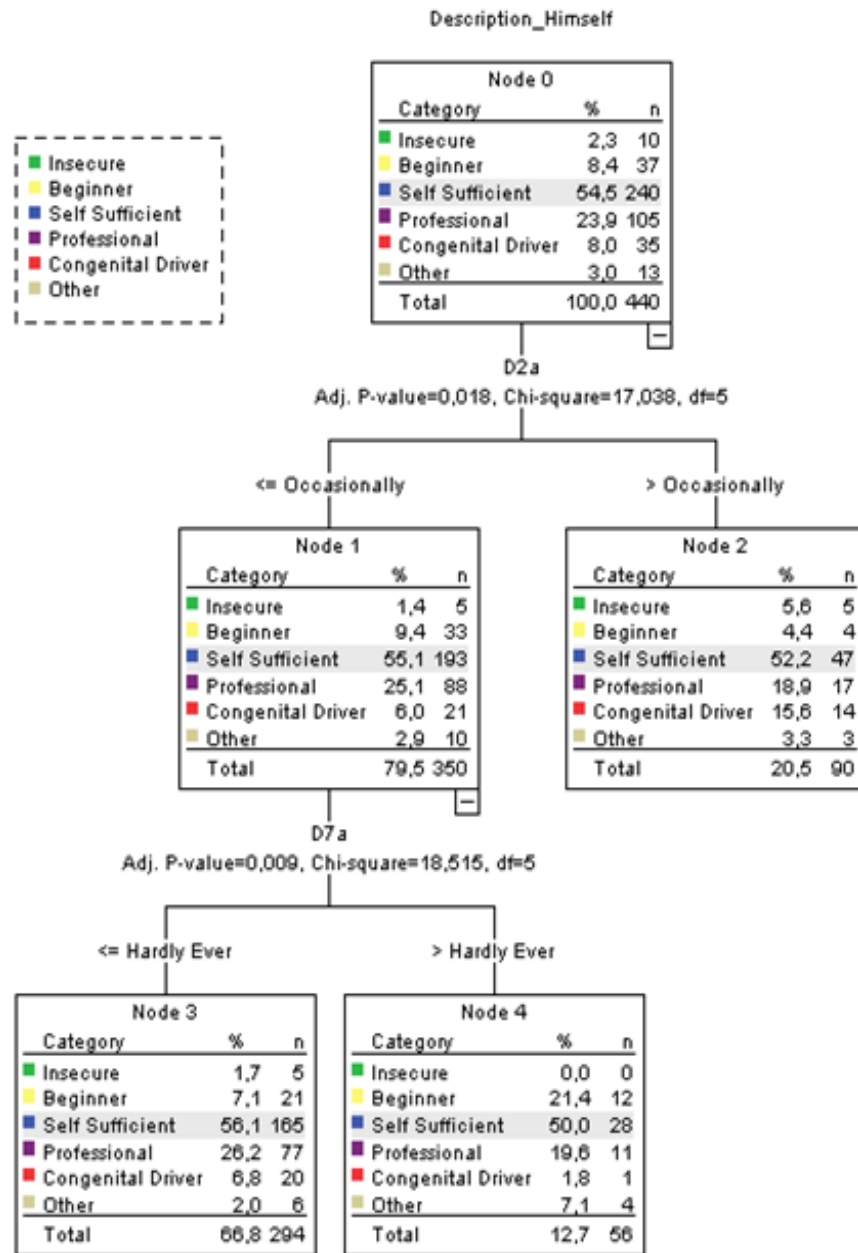 Description_Himself
Insecure
Beginner
Self Sufficient
Professional
Congenital Driver
Other
Node 0
Category % n
Insecure 2,3 10
Beginner 8,4 37
Self Sufficient 54,5 240
Professional 23,9 105
Congenital Driver 8,0 35
Other 3,0 13
Total 100,0 440
D2a
Adj. P-value=0,018, Chi-square=17,038, df=5
<= Occasionally
> Occasionally
Node 1
Category % n
Insecure 1,4 5
Beginner 9,4 33
Self Sufficient 55,1 193
Professional 25,1 88
Congenital Driver 6,0 21
Other 2,9 10
Total 79,5 350
Node 2
Category % n
Insecure 5,6 5
Beginner 4,4 4
Self Sufficient 52,2 47
Professional 18,9 17
Congenital Driver 15,6 14
Other 3,3 3
Total 20,5 90
D7a
Adj. P-value=0,009, Chi-square=18,515, df=5
<= Hardly Ever
> Hardly Ever
Node 3
Category % n
Insecure 1,7 5
Beginner 7,1 21
Self Sufficient 56,1 165
Professional 26,2 77
Congenital Driver 6,8 20
Other 2,0 6
Total 66,8 294
Node 4
Category % n
Insecure 0,0 0
Beginner 21,4 12
Self Sufficient 50,0 28
Professional 19,6 11
Congenital Driver 1,8 1
Other 7,1 4
Total 12,7 56